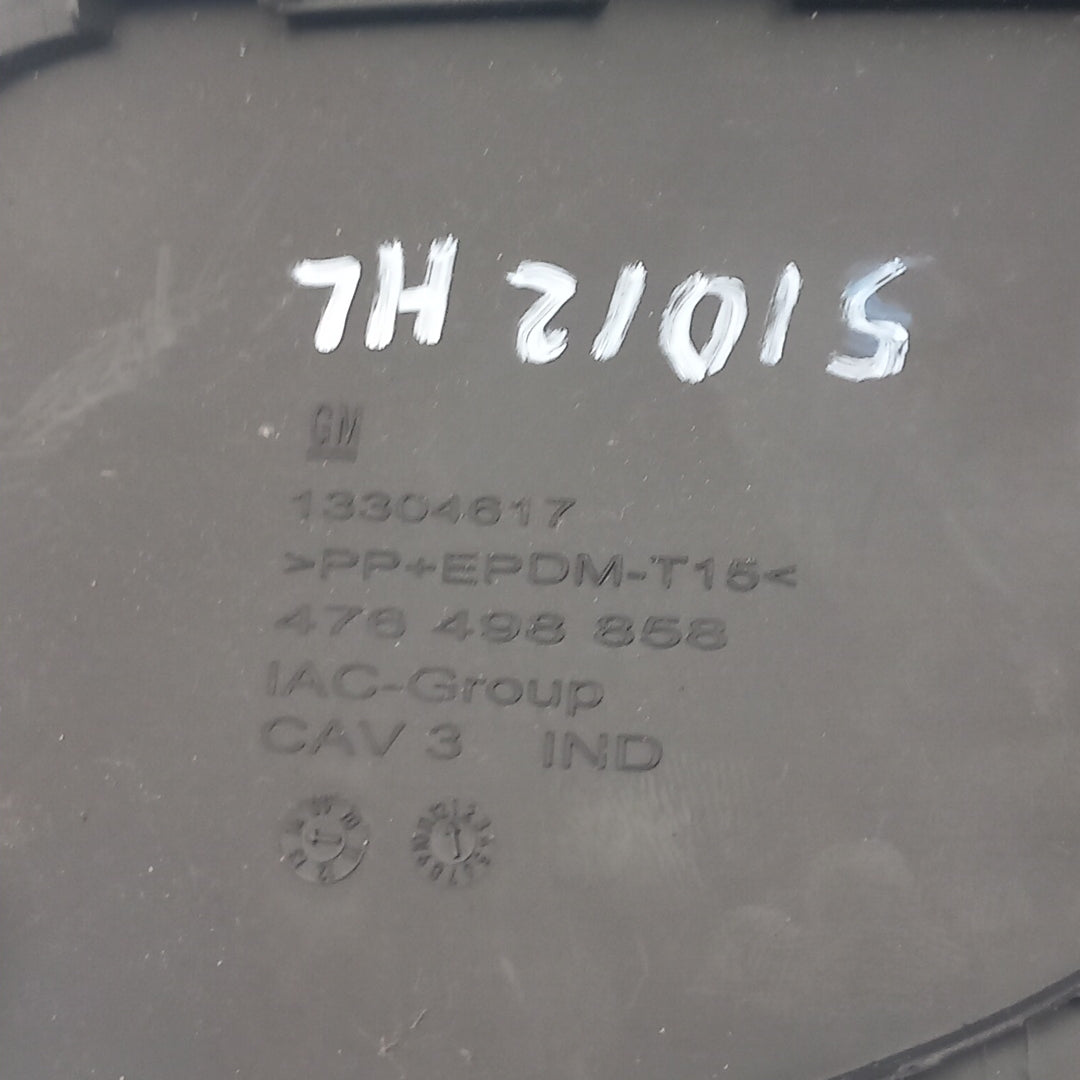 7H 21015
GM
13304617
>PP+EPDM-T15<
476 498 858
IAC-Group
CAV 3 IND